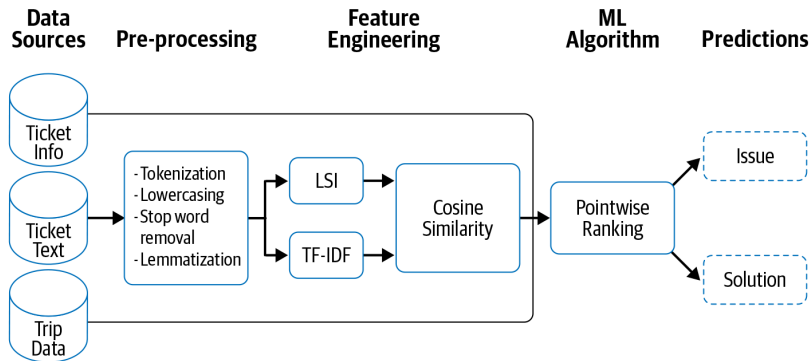 Data
Sources
Pre-processing
Feature
Engineering
ML
Algorithm
Predictions
Ticket
Info
Ticket
Text
Trip
Data
- Tokenization
- Lowercasing
- Stop word
removal
- Lemmatization
LSI
TF-IDF
Cosine
Similarity
Pointwise
Ranking
Issue
Solution